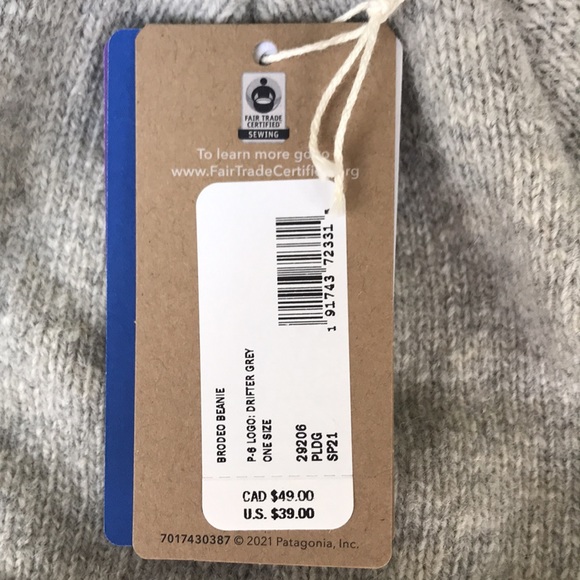 FAIR TRADE
CERTIFIED
SEWING
To learn more go to
www.FairTradeCertified.org
BRODEO BEANIE
P-6 LOGO: DRIFTER GREY
ONE SIZE
29206
PLDG
SP21
1 91743 72331
CAD $49.00
U.S. $39.00
7017430387 © 2021 Patagonia, Inc.